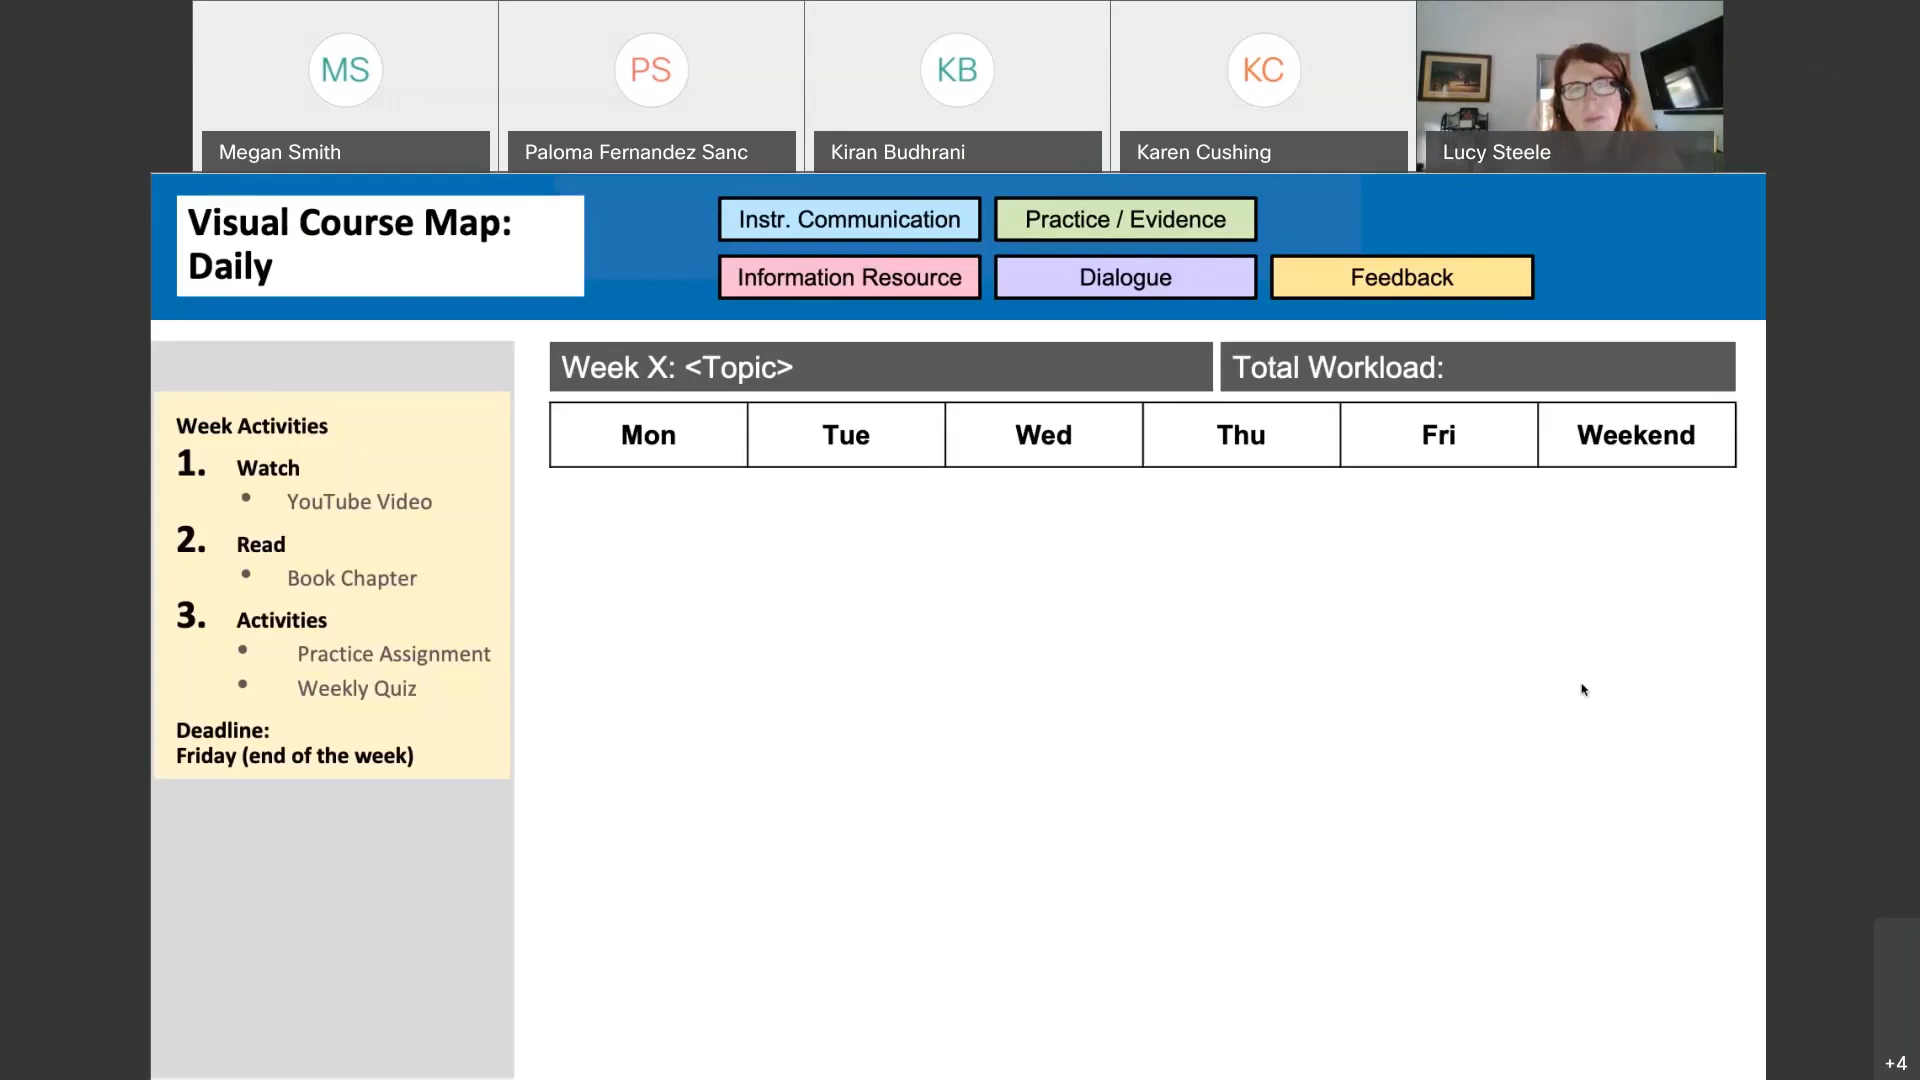 MS
PS
KB
KC
Megan Smith
Paloma Fernandez Sanc
Kiran Budhrani
Karen Cushing
Lucy Steele
Visual Course Map:
Daily
Instr. Communication
Practice / Evidence
Information Resource
Dialogue
Feedback
Week X: <Topic>
Total Workload:
Mon
Tue
Wed
Thu
Fri
Weekend
Week Activities
1. Watch
• YouTube Video
2. Read
• Book Chapter
3. Activities
• Practice Assignment
• Weekly Quiz
Deadline:
Friday (end of the week)
+4